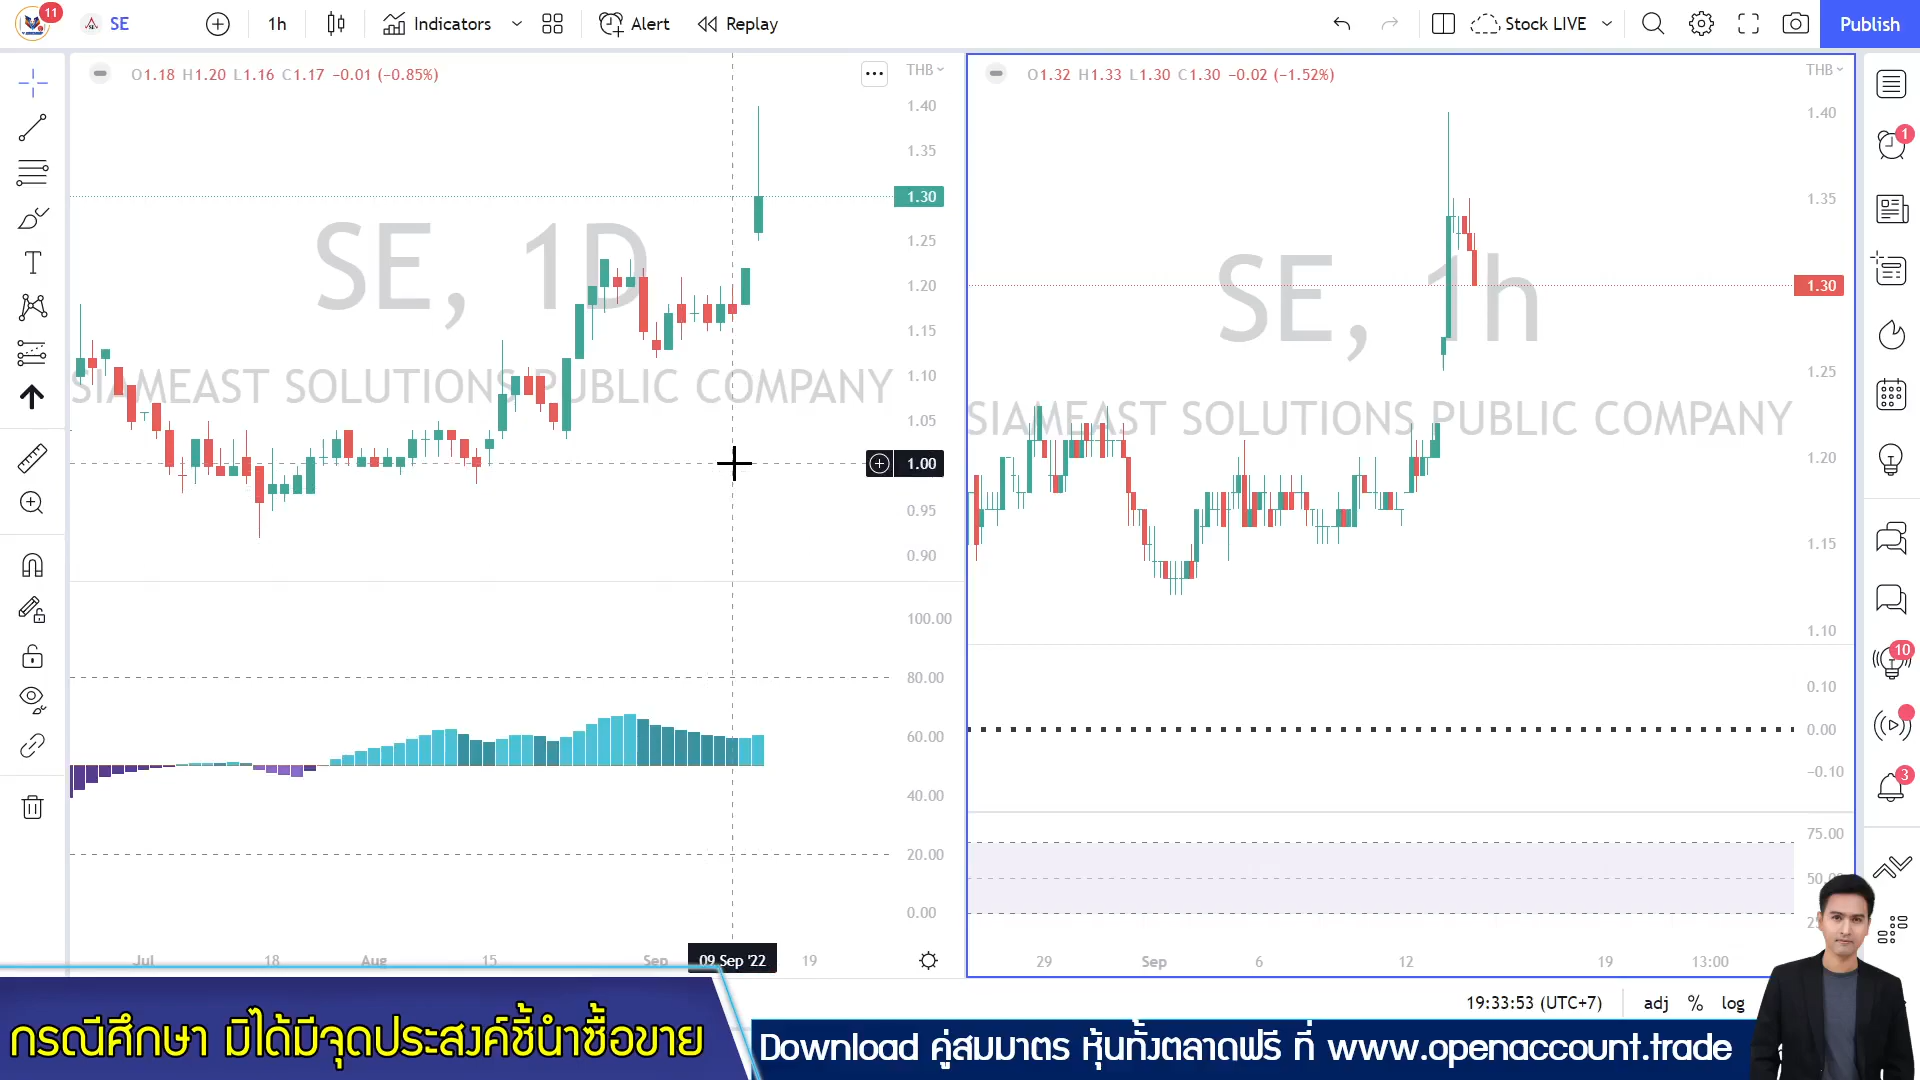 11
SE
1h
Indicators
Alert
Replay
Stock LIVE
Publish
O1.18 H1.20 L1.16 C1.17 −0.01 (−0.85%)
THB
1.40
1.35
1.30
1.25
1.20
1.15
1.10
1.05
1.00
0.95
0.90
SE, 1D
SIAMEAST SOLUTIONS PUBLIC COMPANY
100.00
80.00
60.00
40.00
20.00
0.00
Jul
18
Aug
15
Sep
09 Sep '22
19
O1.32 H1.33 L1.30 C1.30 −0.02 (−1.52%)
THB
1.40
1.35
1.30
1.25
1.20
1.15
1.10
SE, 1h
SIAMEAST SOLUTIONS PUBLIC COMPANY
0.10
0.00
−0.10
75.00
29
Sep
6
12
19
13:00
1
10
3
19:33:53 (UTC+7)
adj
%
log
กรณีศึกษา มิได้มีจุดประสงค์ชี้นำซื้อขาย
Download คู่สมมาตร หุ้นทั้งตลาดฟรี ที่ www.openaccount.trade